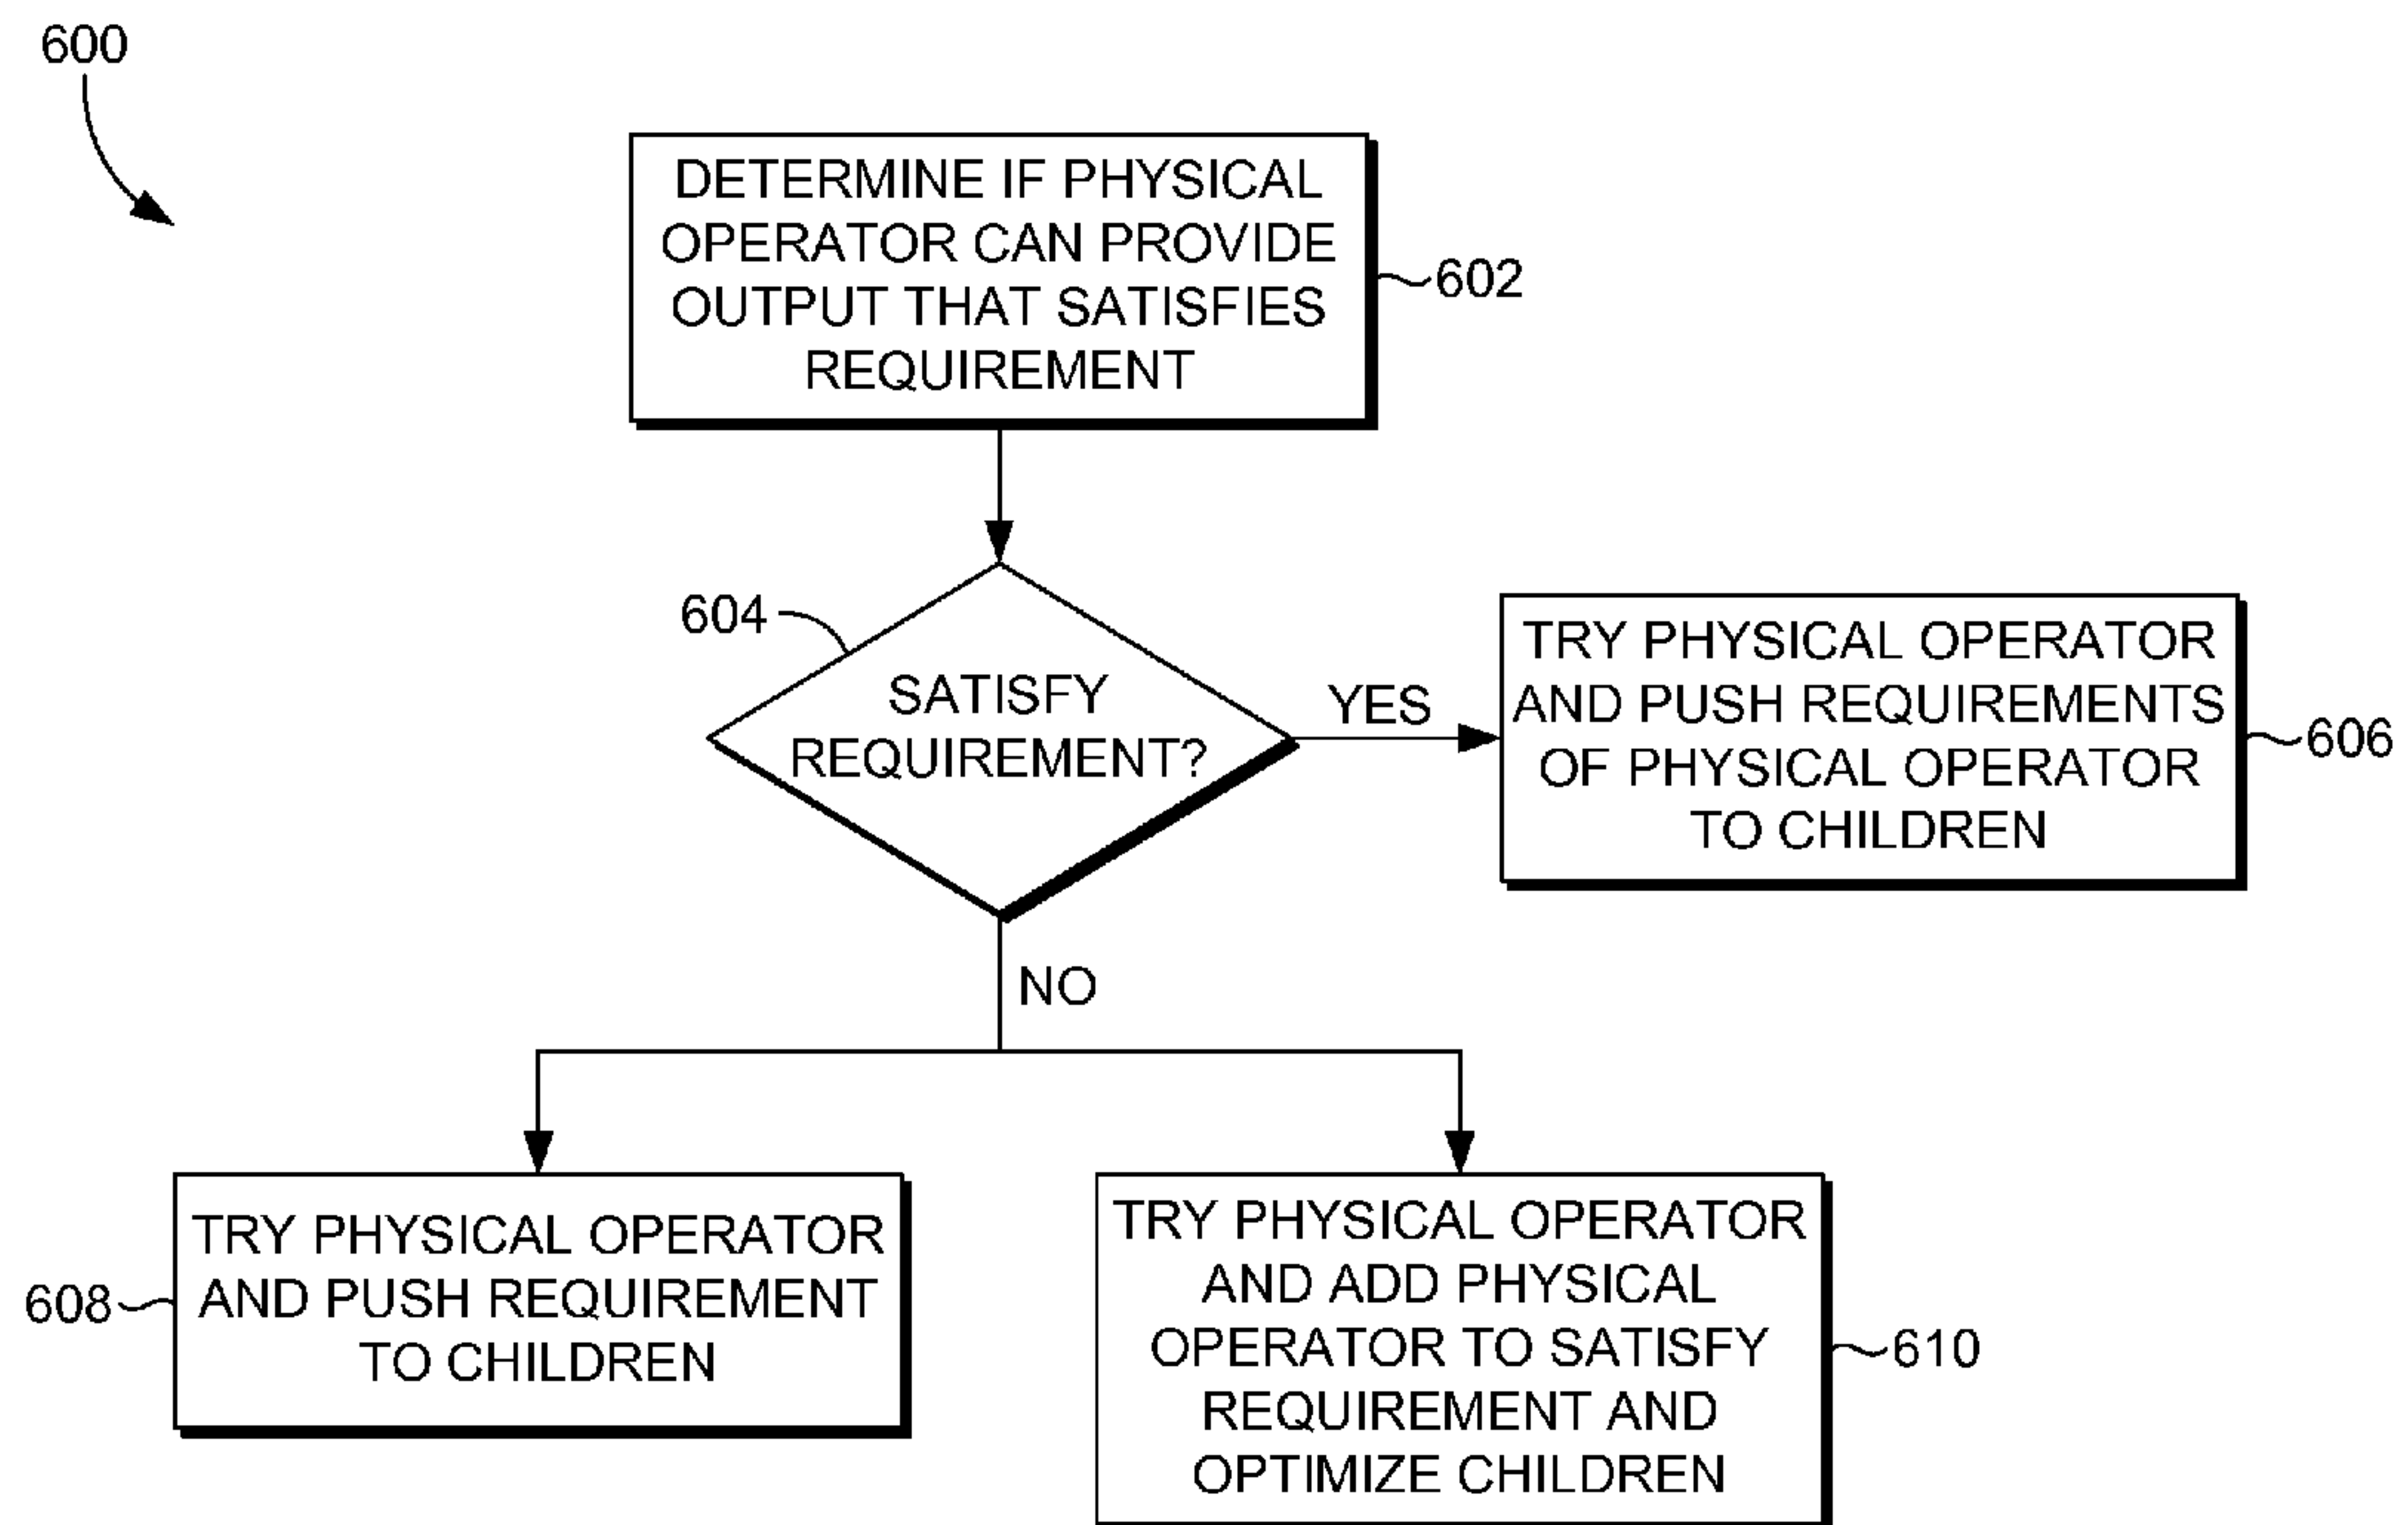 600
DETERMINE IF PHYSICAL
OPERATOR CAN PROVIDE
OUTPUT THAT SATISFIES
REQUIREMENT
602
604
SATISFY
REQUIREMENT?
YES
TRY PHYSICAL OPERATOR
AND PUSH REQUIREMENTS
OF PHYSICAL OPERATOR
TO CHILDREN
606
NO
608
TRY PHYSICAL OPERATOR
AND PUSH REQUIREMENT
TO CHILDREN
TRY PHYSICAL OPERATOR
AND ADD PHYSICAL
OPERATOR TO SATISFY
REQUIREMENT AND
OPTIMIZE CHILDREN
610